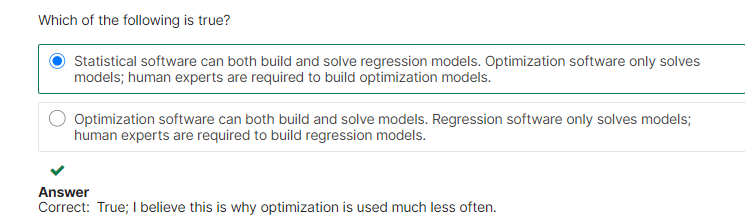 Which of the following is true?
Statistical software can both build and solve regression models. Optimization software only solves
models; human experts are required to build optimization models.
Optimization software can both build and solve models. Regression software only solves models;
human experts are required to build regression models.
Answer
Correct: True; I believe this is why optimization is used much less often.